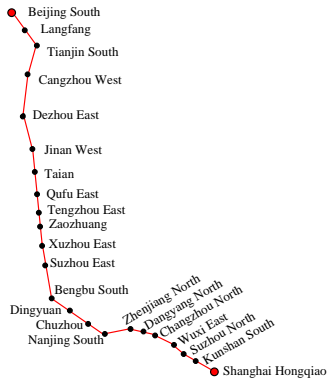 Beijing South
Langfang
Tianjin South
Cangzhou West
Dezhou East
Jinan West
Taian
Qufu East
Tengzhou East
Zaozhuang
Xuzhou East
Suzhou East
Bengbu South
Dingyuan
Chuzhou
Nanjing South
Zhenjiang North
Dangyang North
Changzhou North
Wuxi East
Suzhou North
Kunshan South
Shanghai Hongqiao